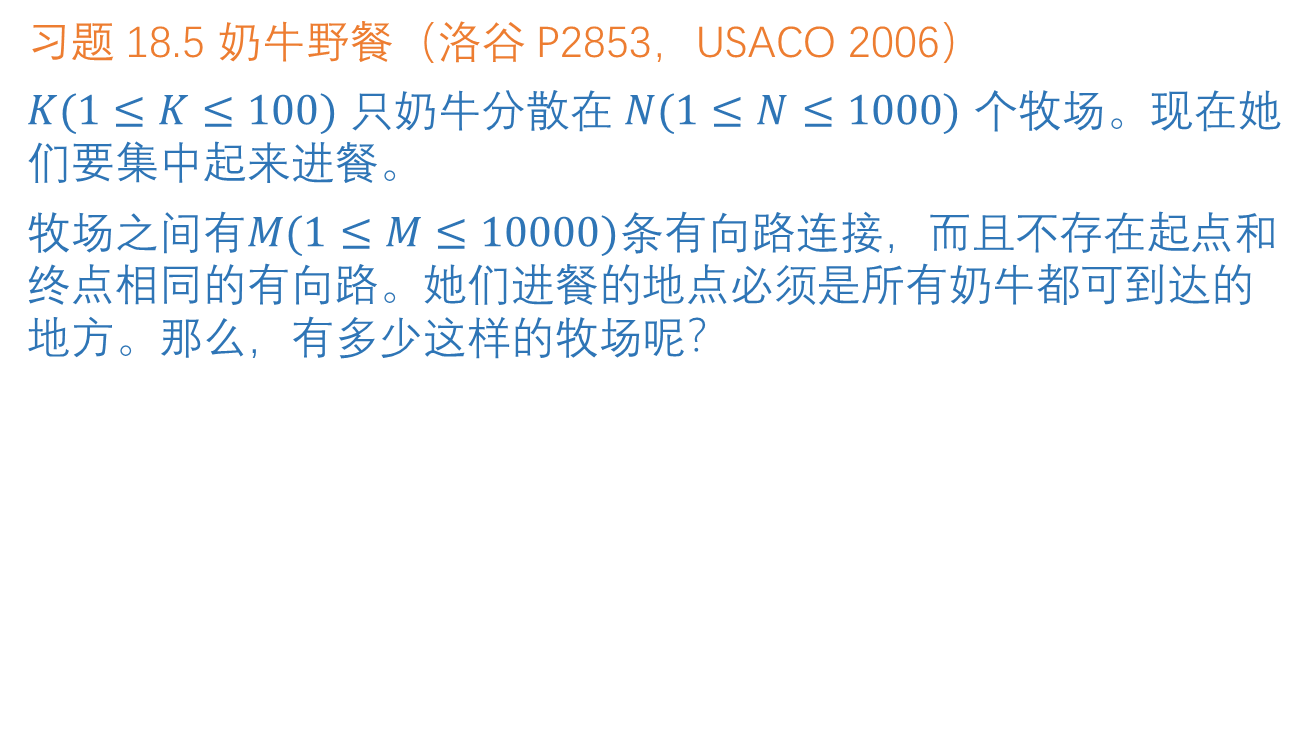 习题 18.5 奶牛野餐（洛谷 P2853，USACO 2006）
K(1 ≤ K ≤ 100) 只奶牛分散在 N(1 ≤ N ≤ 1000) 个牧场。现在她
们要集中起来进餐。
牧场之间有M(1 ≤ M ≤ 10000)条有向路连接，而且不存在起点和
终点相同的有向路。她们进餐的地点必须是所有奶牛都可到达的
地方。那么，有多少这样的牧场呢？